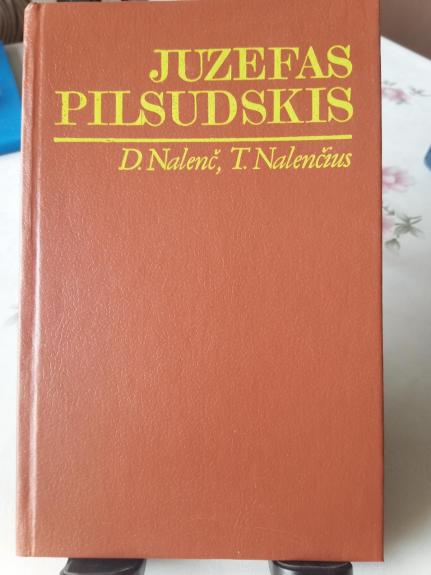 JUZEFAS
PILSUDSKIS
D. Nalenč, T. Nalenčius